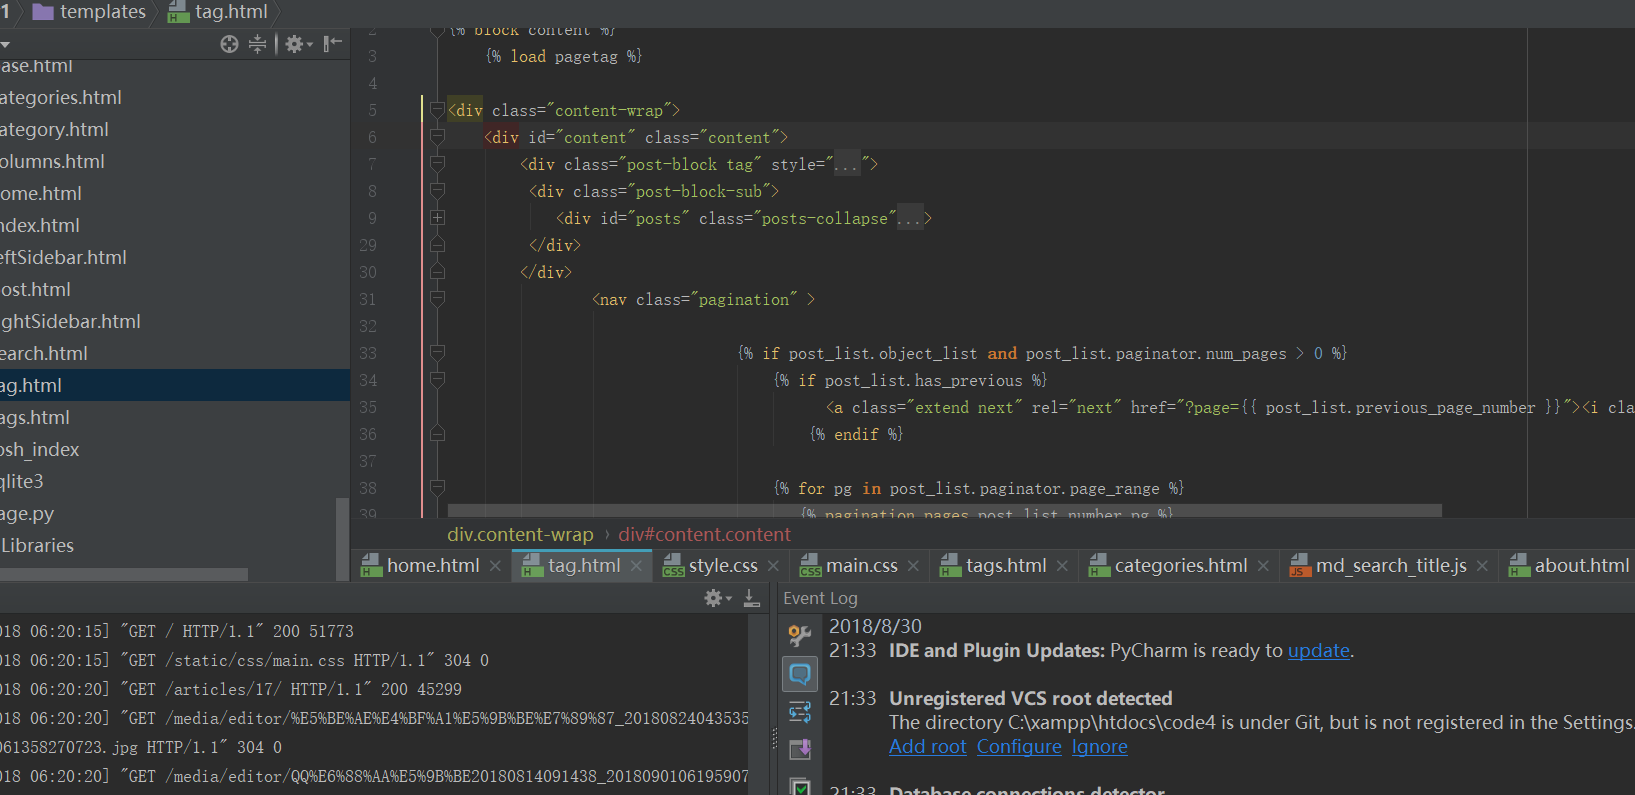 1 templates tag.html
ase.html
ategories.html
ategory.html
olumns.html
ome.html
ndex.html
eftSidebar.html
ost.html
ightSidebar.html
earch.html
ag.html
ags.html
osh_index
qlite3
age.py
Libraries
2 {% block content %}
3 {% load pagetag %}
4
5 <div class="content-wrap">
6 <div id="content" class="content">
7 <div class="post-block tag" style="...">
8 <div class="post-block-sub">
9 <div id="posts" class="posts-collapse"...>
29 </div>
30 </div>
31 <nav class="pagination" >
32
33 {% if post_list.object_list and post_list.paginator.num_pages > 0 %}
34 {% if post_list.has_previous %}
35 <a class="extend next" rel="next" href="?page={{ post_list.previous_page_number }}"><i cla
36 {% endif %}
37
38 {% for pg in post_list.paginator.page_range %}
39 {% pagination_pages post_list.number pg %}
div.content-wrap › div#content.content
home.html tag.html style.css main.css tags.html categories.html md_search_title.js about.html
018 06:20:15] "GET / HTTP/1.1" 200 51773
018 06:20:15] "GET /static/css/main.css HTTP/1.1" 304 0
018 06:20:20] "GET /articles/17/ HTTP/1.1" 200 45299
018 06:20:20] "GET /media/editor/%E5%BE%AE%E4%BF%A1%E5%9B%BE%E7%89%87_20180824043535
061358270723.jpg HTTP/1.1" 304 0
018 06:20:20] "GET /media/editor/QQ%E6%88%AA%E5%9B%BE20180814091438_2018090106195907
Event Log
2018/8/30
21:33 IDE and Plugin Updates: PyCharm is ready to update.
21:33 Unregistered VCS root detected
The directory C:\xampp\htdocs\code4 is under Git, but is not registered in the Settings.
Add root Configure Ignore
21:33 Database connections detector